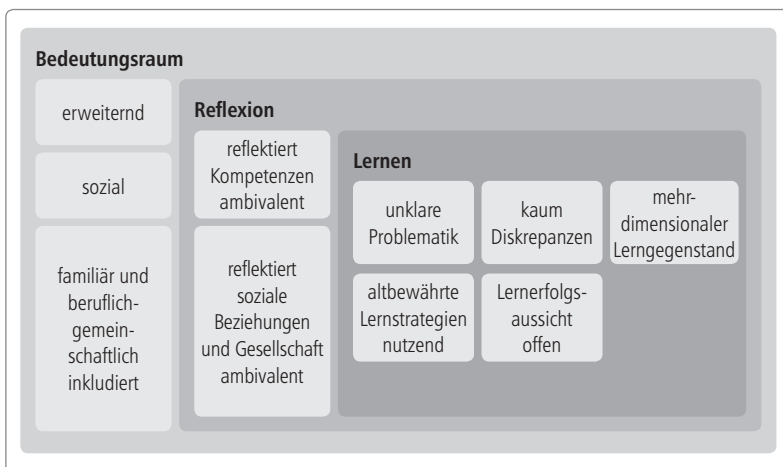 Bedeutungsraum
erweiternd
sozial
familiär und
beruflich-
gemein-
schaftlich
inkludiert
Reflexion
reflektiert
Kompetenzen
ambivalent
reflektiert
soziale
Beziehungen
und Gesellschaft
ambivalent
Lernen
unklare
Problematik
kaum
Diskrepanzen
mehr-
dimensionaler
Lerngegenstand
altbewährte
Lernstrategien
nutzend
Lernerfolgs-
aussicht
offen